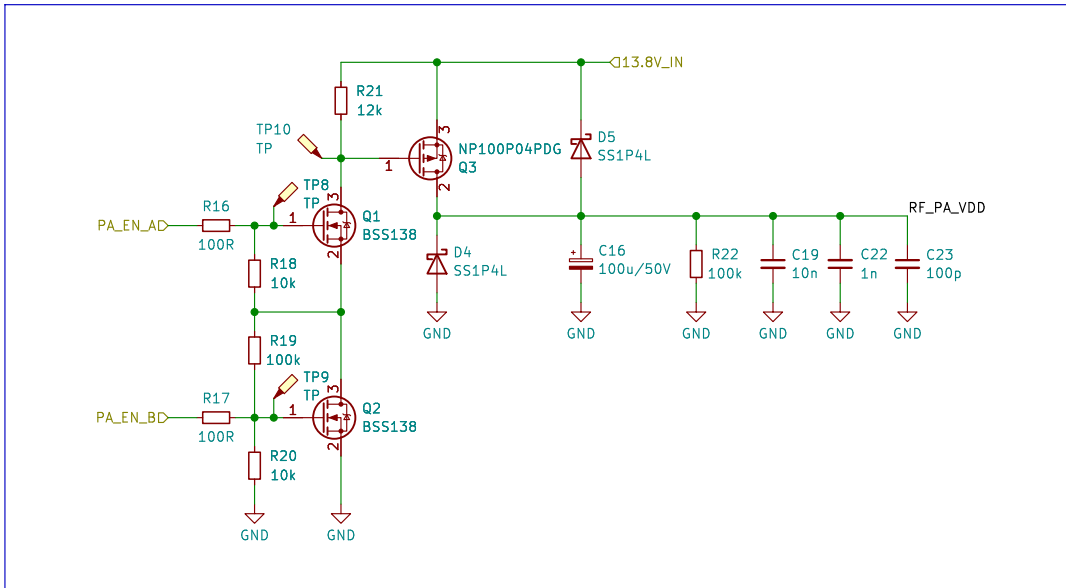 13.8V_IN
R21
12k
TP10
TP
3
1
2
NP100P04PDG
Q3
D5
SS1P4L
TP8
TP
3
1
2
Q1
BSS138
PA_EN_A
R16
100R
R18
10k
RF_PA_VDD
D4
SS1P4L
GND
+
C16
100u/50V
GND
R22
100k
GND
C19
10n
GND
C22
1n
GND
C23
100p
GND
R19
100k
TP9
TP
3
1
2
Q2
BSS138
PA_EN_B
R17
100R
R20
10k
GND
GND